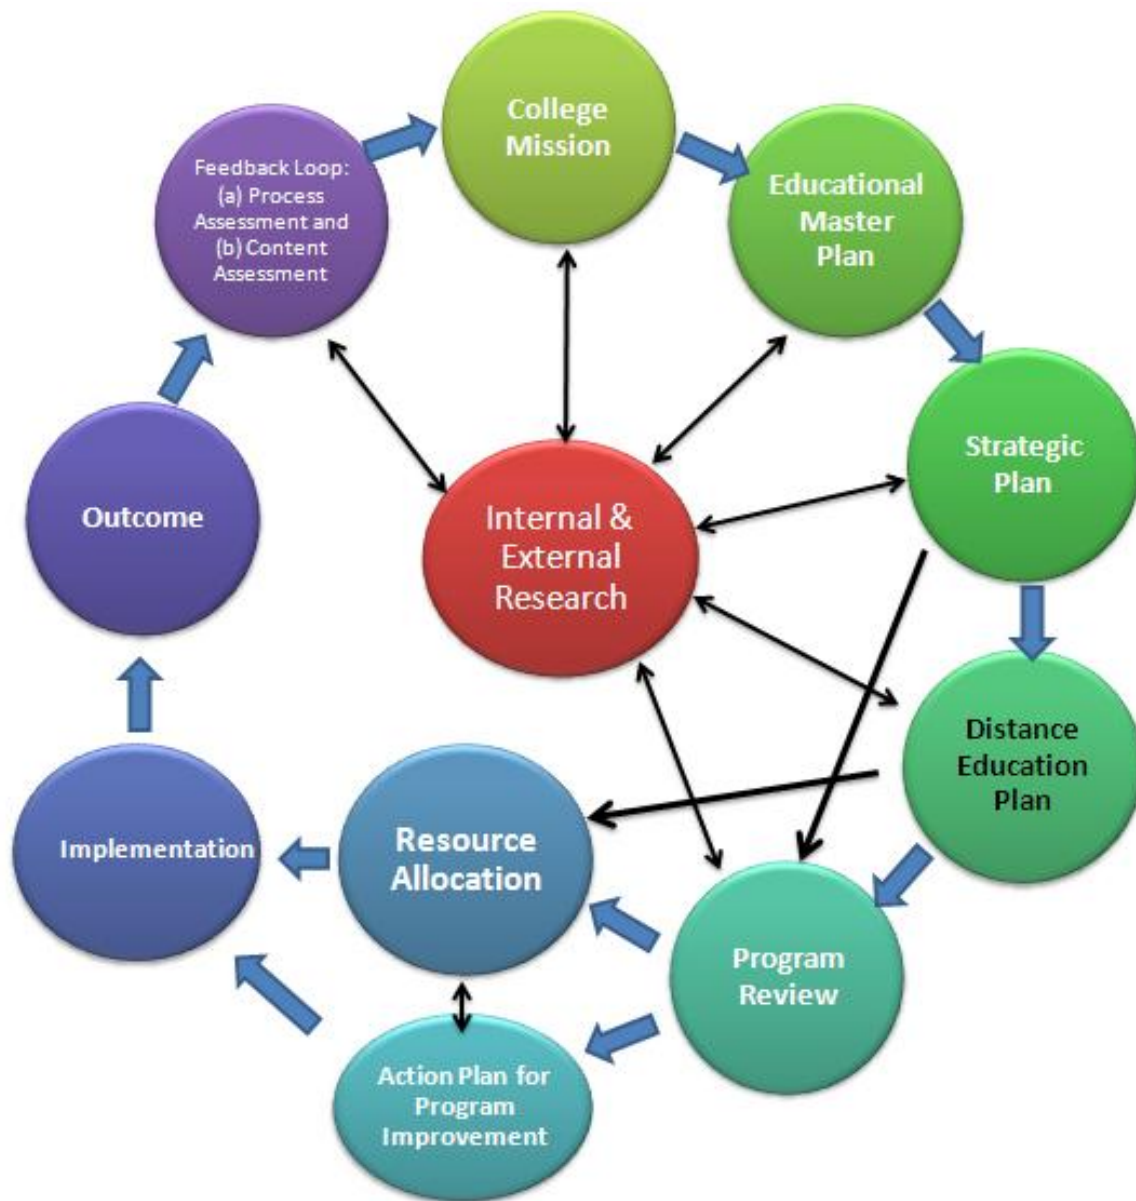 College
Mission
Educational
Master
Plan
Strategic
Plan
Distance
Education
Plan
Program
Review
Action Plan for
Program
Improvement
Resource
Allocation
Implementation
Outcome
Feedback Loop:
(a) Process
Assessment and
(b) Content
Assessment
Internal &
External
Research